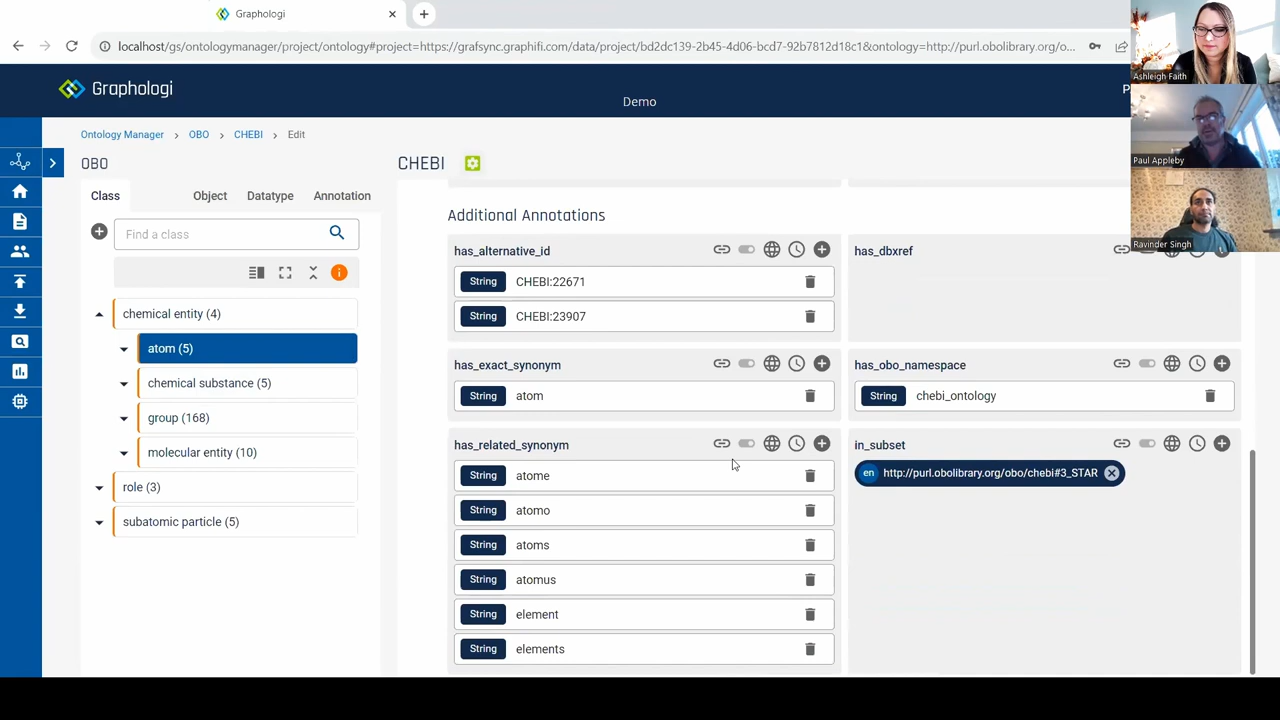 Graphologi
localhost/gs/ontologymanager/project/ontology#project=https://grafsync.graphifi.com/data/project/bd2dc139-2b45-4d06-bcd7-92b7812d18c1&ontology=http://purl.obolibrary.org/o...
Ashleigh Faith
Graphologi
Demo
P
Paul Appleby
Ontology Manager > OBO > CHEBI > Edit
OBO
CHEBI
Class Object Datatype Annotation
Find a class
Additional Annotations
Ravinder Singh
has_alternative_id
String CHEBI:22671
String CHEBI:23907
has_dbxref
chemical entity (4)
atom (5)
chemical substance (5)
group (168)
molecular entity (10)
role (3)
subatomic particle (5)
has_exact_synonym
String atom
has_obo_namespace
String chebi_ontology
has_related_synonym
String atome
String atomo
String atoms
String atomus
String element
String elements
in_subset
en http://purl.obolibrary.org/obo/chebi#3_STAR